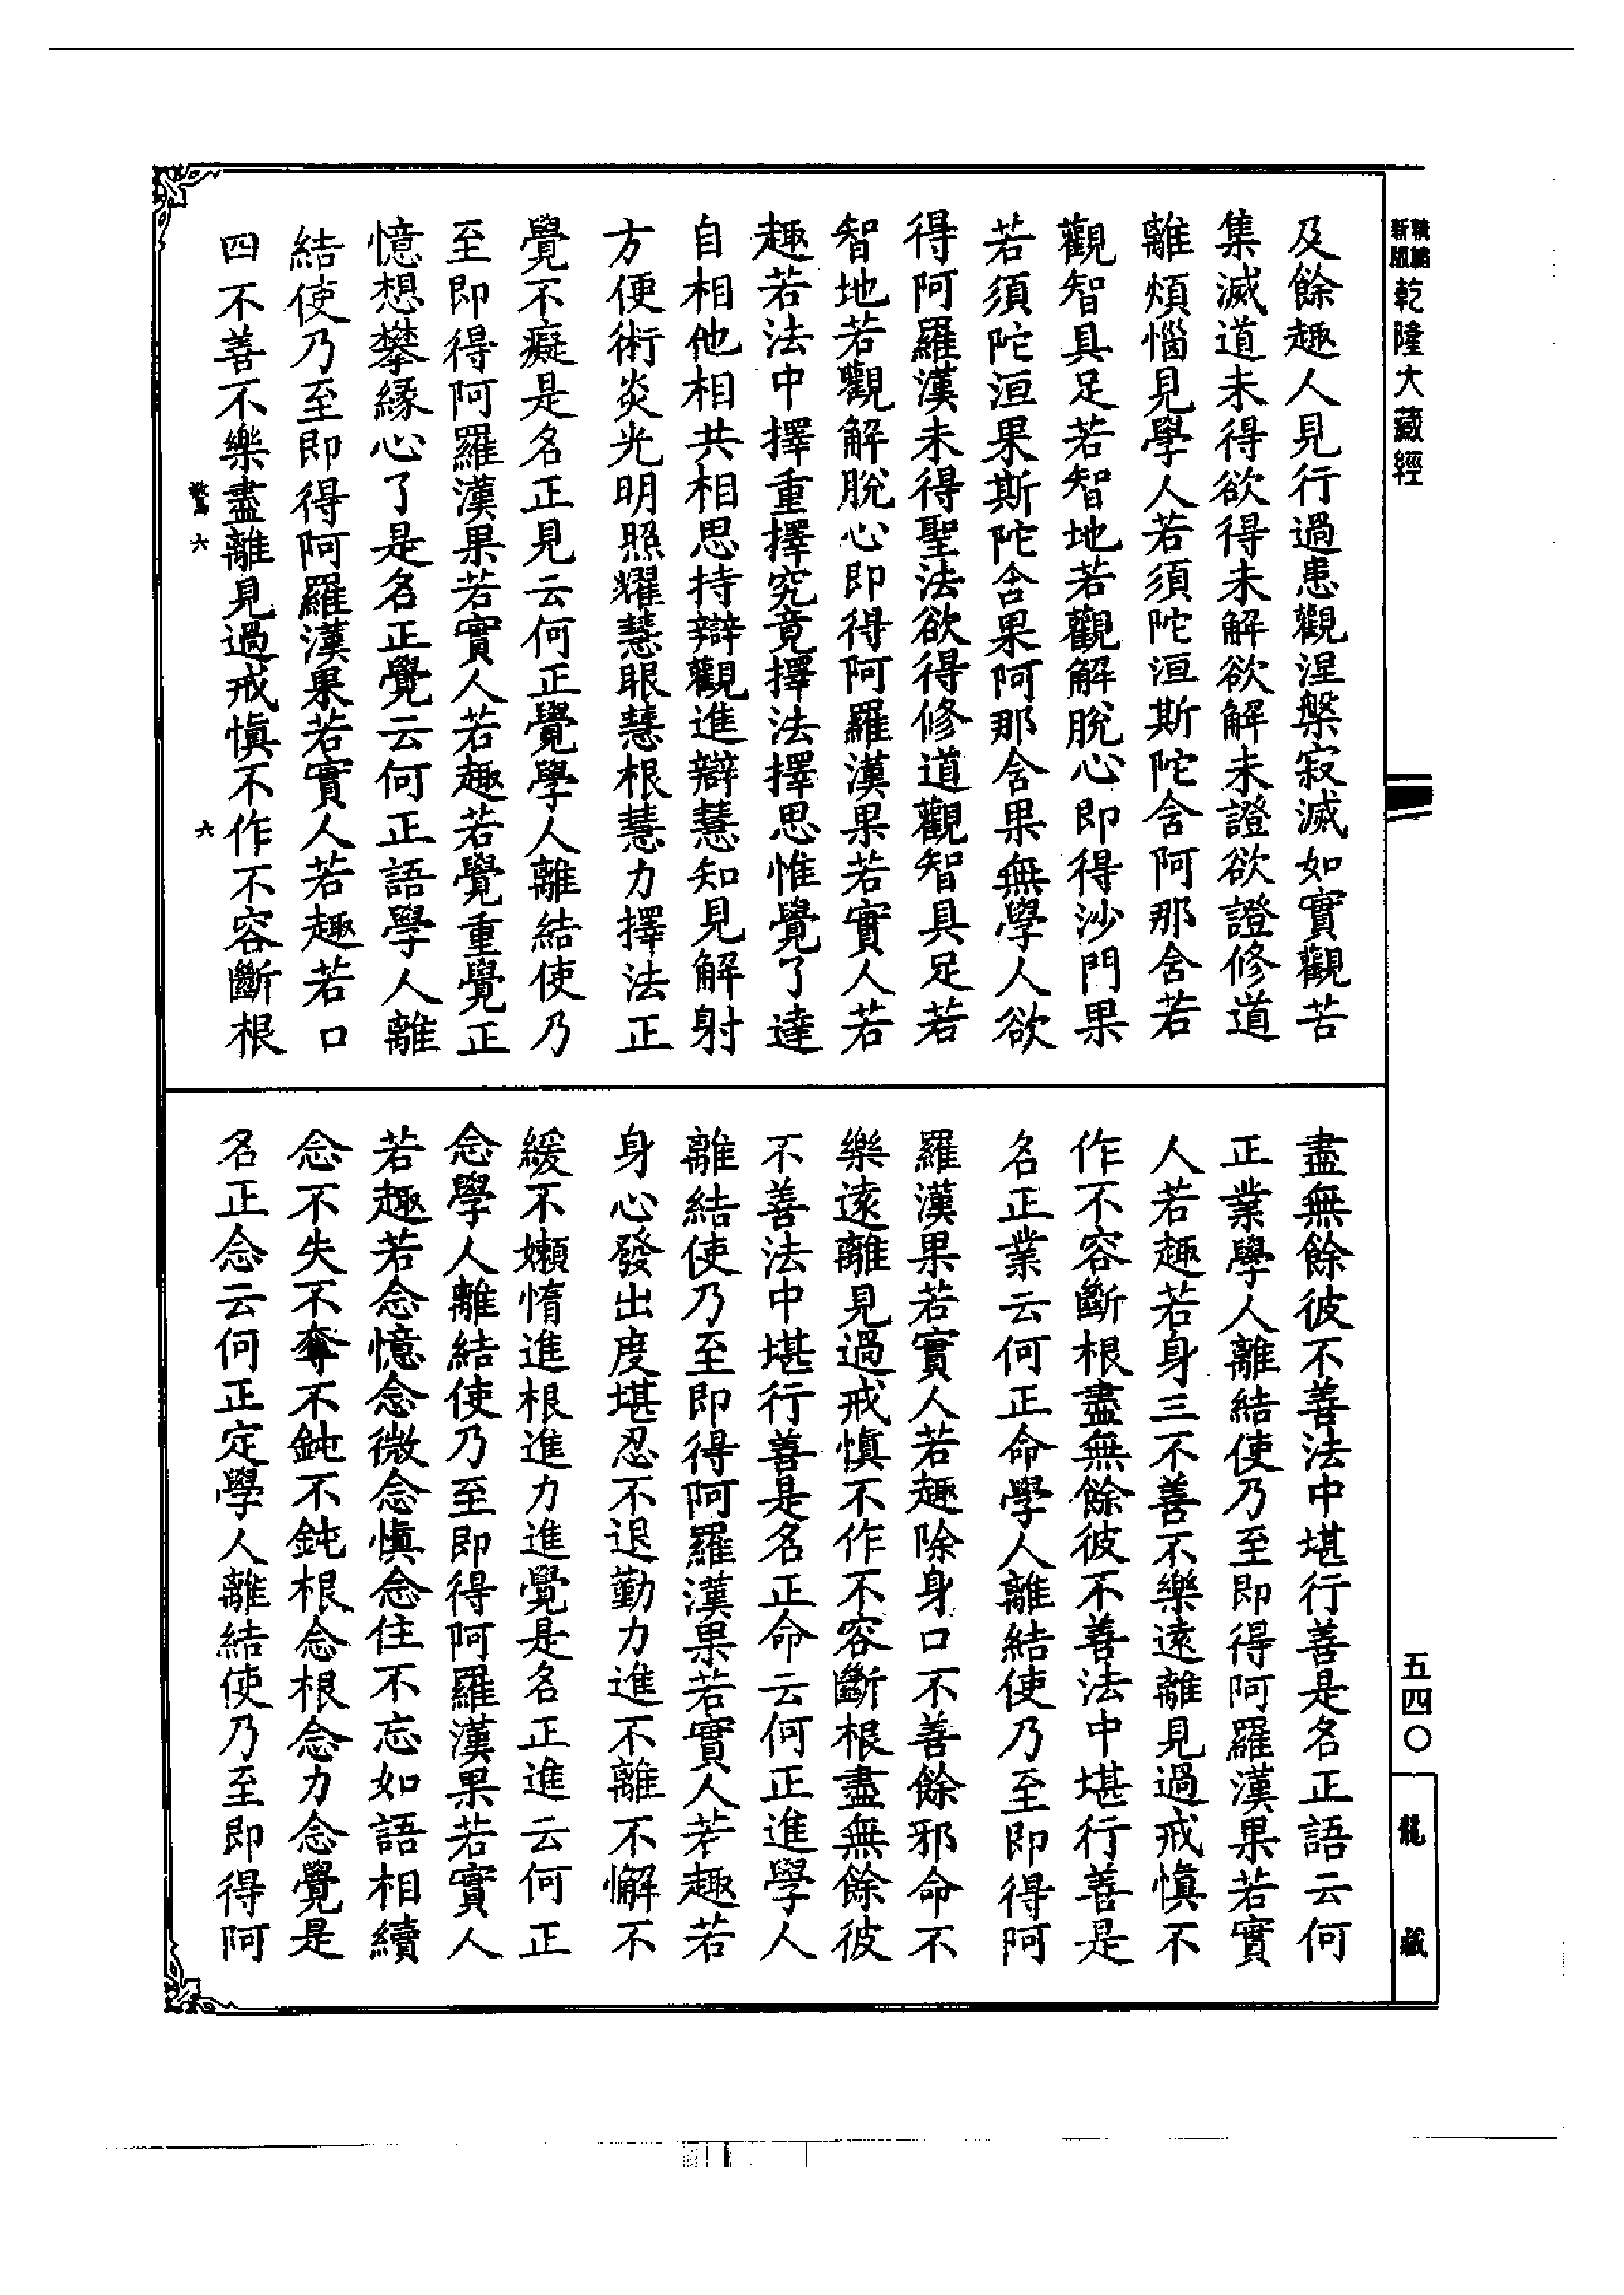 新版
精縮
乾隆大藏經
五四〇
龍藏
及餘趣人見行過患觀涅槃寂滅如實觀苦
集滅道未得欲得未解欲解未證欲證修道
離煩惱見學人若須陀洹斯陀含阿那含若
觀智具足若智地若觀解脫心即得沙門果
若須陀洹果斯陀含果阿那含果無學人欲
得阿羅漢未得聖法欲得修道觀智具足若
智地若觀解脫心即得阿羅漢果若實人若
趣若法中擇重擇究竟擇法擇思惟覺了達
自相他相共相思持辯觀進辯慧知見解射
方便術炎光明照耀慧眼慧根慧力擇法正
覺不癡是名正見云何正覺學人離結使乃
至即得阿羅漢果若實人若趣若覺重覺正
憶想攀緣心了是名正覺云何正語學人離
結使乃至即得阿羅漢果若實人若趣若口
四不善不樂盡離見過戒慎不作不容斷根
六
六
盡無餘彼不善法中堪行善是名正語云何
正業學人離結使乃至即得阿羅漢果若實
人若趣若身三不善不樂遠離見過戒慎不
作不容斷根盡無餘彼不善法中堪行善是
名正業云何正命學人離結使乃至即得阿
羅漢果若實人若趣除身口不善餘邪命不
樂遠離見過戒慎不作不容斷根盡無餘彼
不善法中堪行善是名正命云何正進學人
離結使乃至即得阿羅漢果若實人若趣若
身心發出度堪忍不退勤力進不離不懈不
緩不嬾惰進根進力進覺是名正進云何正
念學人離結使乃至即得阿羅漢果若實人
若趣若念憶念微念慎念住不忘如語相續
念不失不奪不鈍不鈍根念根念力念覺是
名正念云何正定學人離結使乃至即得阿